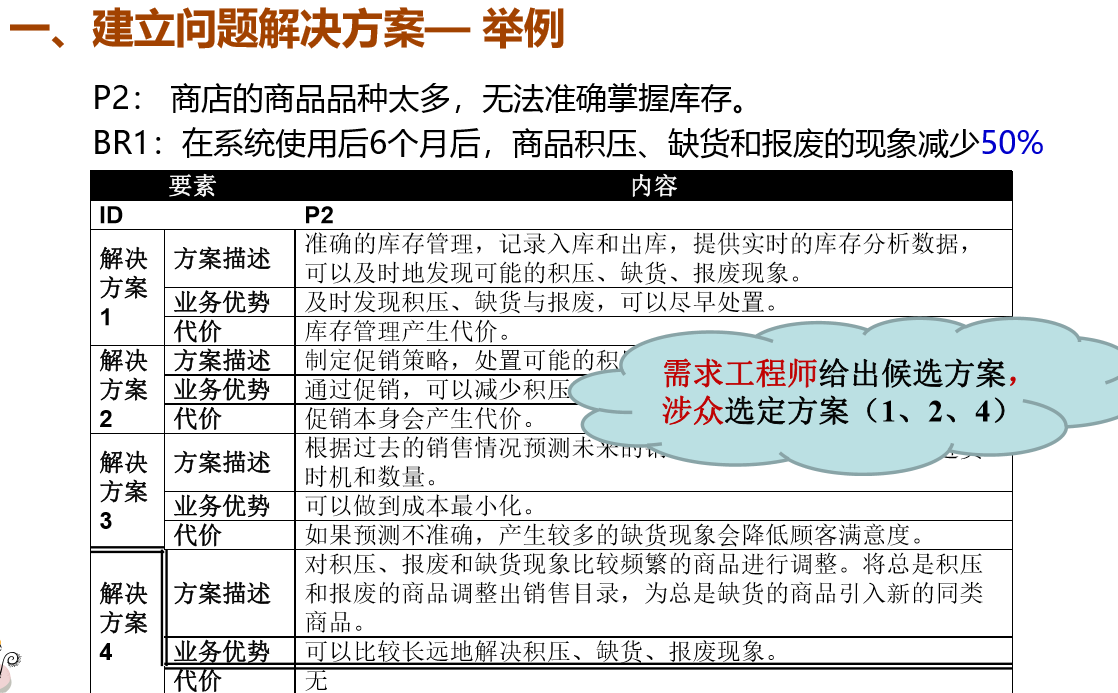 一、建立问题解决方案— 举例
P2： 商店的商品品种太多，无法准确掌握库存。
BR1：在系统使用后6个月后，商品积压、缺货和报废的现象减少50%
要素 内容
ID P2
解决方案1
方案描述 准确的库存管理，记录入库和出库，提供实时的库存分析数据，
可以及时地发现可能的积压、缺货、报废现象。
业务优势 及时发现积压、缺货与报废，可以尽早处置。
代价 库存管理产生代价。
解决方案2
方案描述 制定促销策略，处置可能的积
业务优势 通过促销，可以减少积压
代价 促销本身会产生代价。
解决方案3
方案描述 根据过去的销售情况预测未来的
时机和数量。
业务优势 可以做到成本最小化。
代价 如果预测不准确，产生较多的缺货现象会降低顾客满意度。
解决方案4
方案描述 对积压、报废和缺货现象比较频繁的商品进行调整。将总是积压
和报废的商品调整出销售目录，为总是缺货的商品引入新的同类
商品。
业务优势 可以比较长远地解决积压、缺货、报废现象。
代价 无
需求工程师给出候选方案，
涉众选定方案（1、2、4）